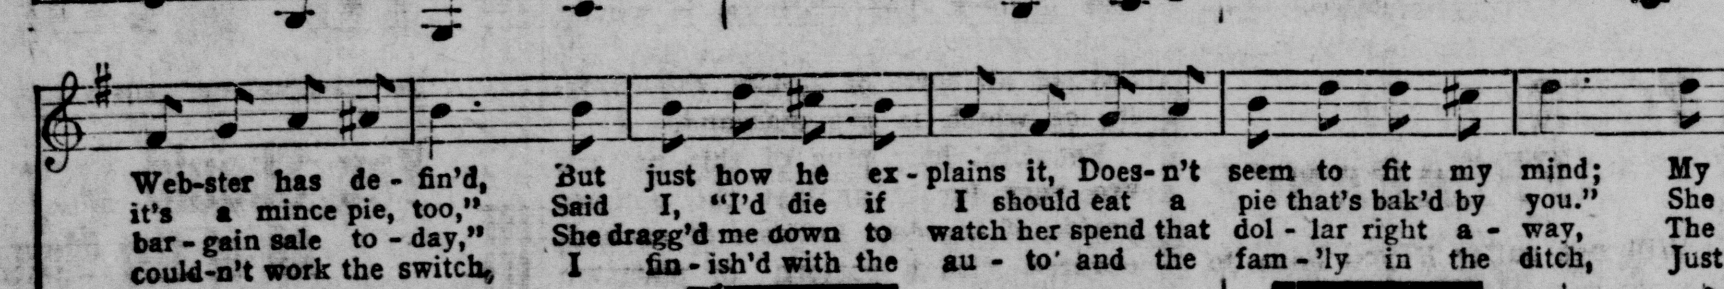 Web-ster has de - fin'd, But just how he ex - plains it, Does-n't seem to fit my mind; My
it's a mince pie, too," Said I, "I'd die if I should eat a pie that's bak'd by you." She
bar - gain sale to - day," She dragg'd me down to watch her spend that dol - lar right a - way, The
could-n't work the switch, I fin - ish'd with the au - to and the fam - 'ly in the ditch, Just